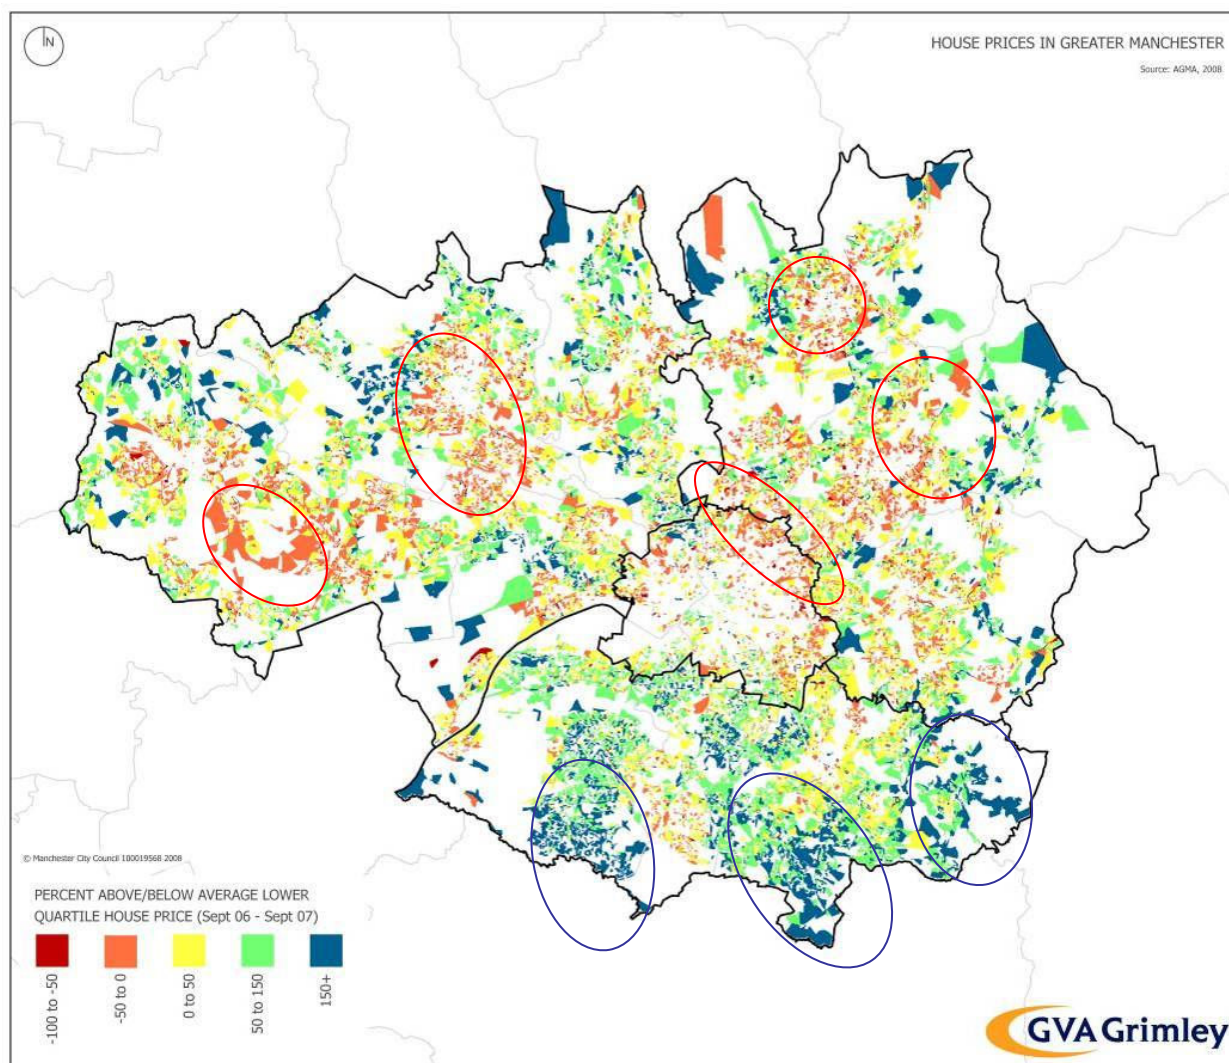 N
HOUSE PRICES IN GREATER MANCHESTER
Source: AGMA, 2008
© Manchester City Council 100019568 2008
PERCENT ABOVE/BELOW AVERAGE LOWER
QUARTILE HOUSE PRICE (Sept 06 - Sept 07)
-100 to -50
-50 to 0
0 to 50
50 to 150
150+
GVA Grimley